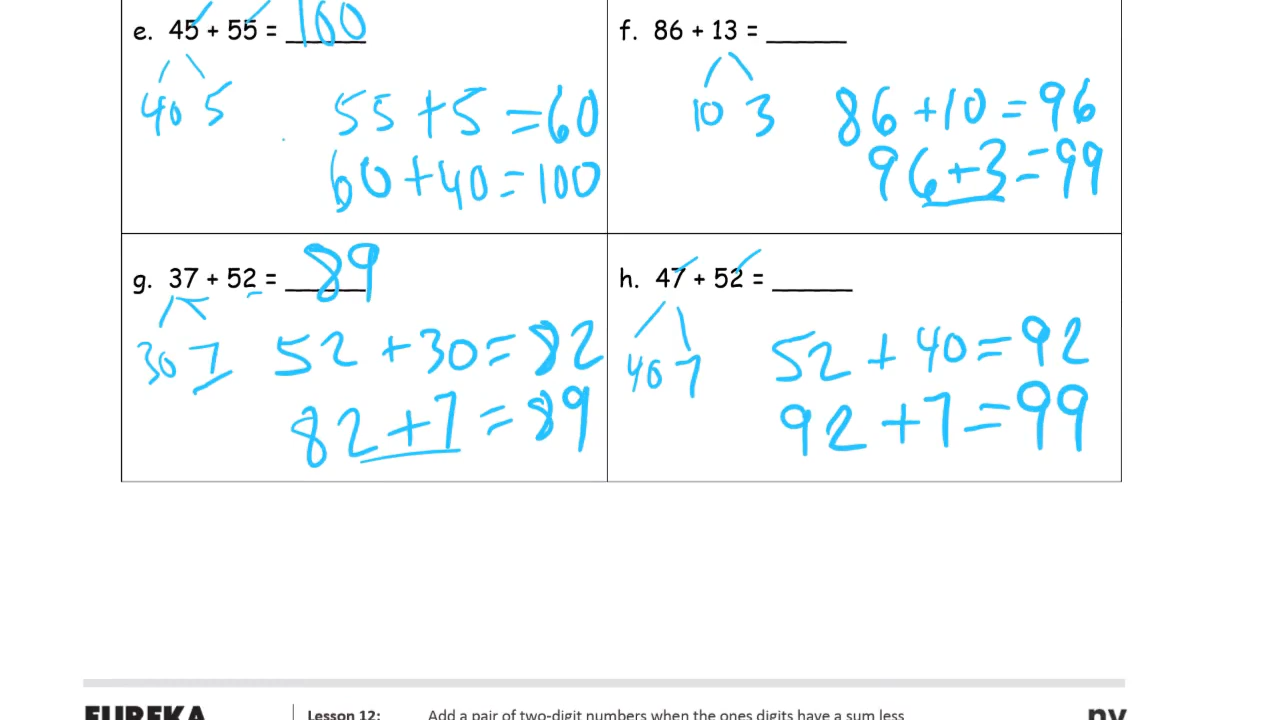 e. 45 + 55 = 100
40 5
55 + 5 = 60
60 + 40 = 100
f. 86 + 13 = ______
10 3
86 + 10 = 96
96 + 3 = 99
g. 37 + 52 = 89
30 7
52 + 30 = 82
82 + 7 = 89
h. 47 + 52 = ______
40 7
52 + 40 = 92
92 + 7 = 99
EUREKA
Lesson 12: Add a pair of two-digit numbers when the ones digits have a sum less
ny